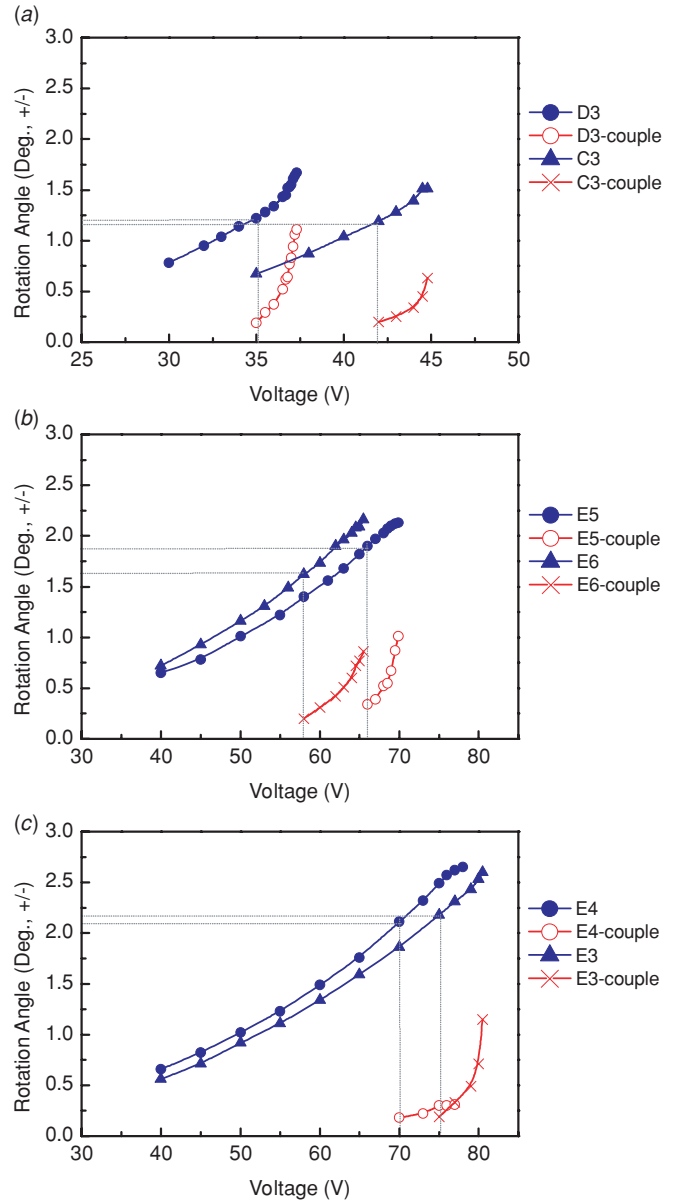 (a)
3.0
2.5
2.0
1.5
1.0
0.5
0.0
Rotation Angle (Deg., +/-)
25 30 35 40 45 50
Voltage (V)
D3
D3-couple
C3
C3-couple
(b)
3.0
2.5
2.0
1.5
1.0
0.5
0.0
Rotation Angle (Deg., +/-)
30 40 50 60 70 80
Voltage (V)
E5
E5-couple
E6
E6-couple
(c)
3.0
2.5
2.0
1.5
1.0
0.5
0.0
Rotation Angle (Deg., +/-)
30 40 50 60 70 80
Voltage (V)
E4
E4-couple
E3
E3-couple